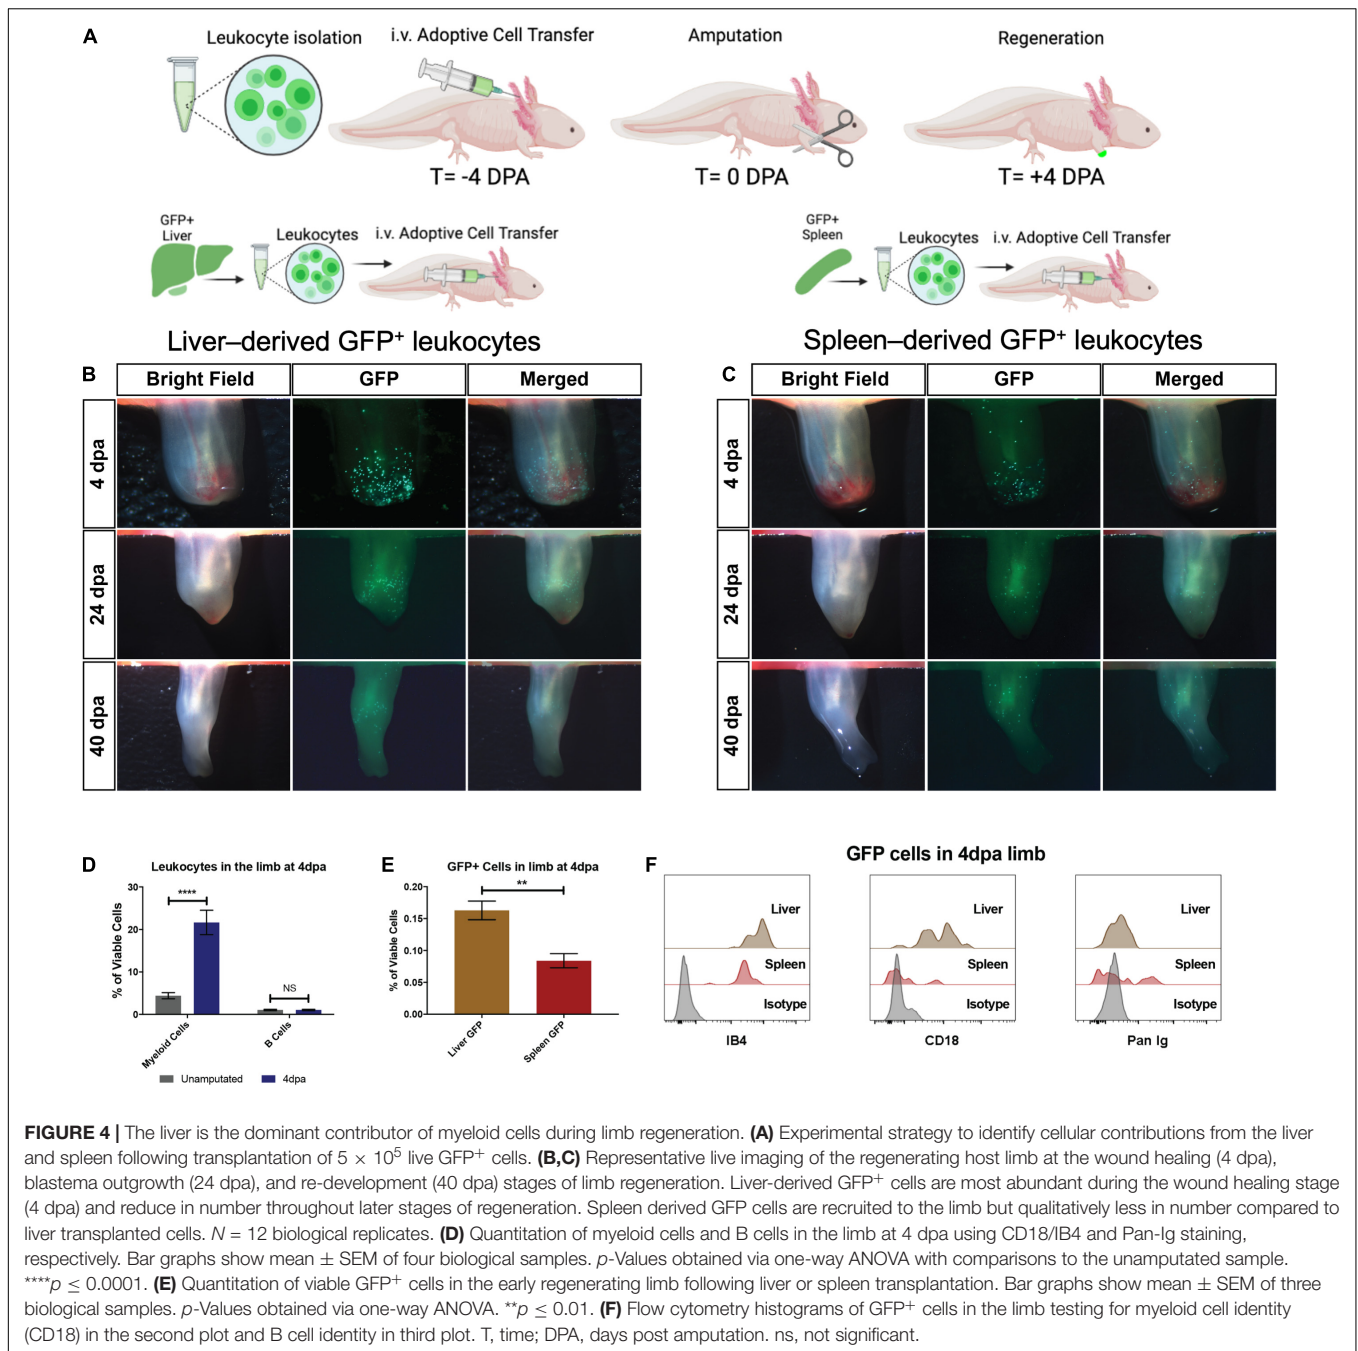 A
Leukocyte isolation
i.v. Adoptive Cell Transfer
Amputation
Regeneration
T= -4 DPA
T= 0 DPA
T= +4 DPA
GFP+
Liver
Leukocytes
i.v. Adoptive Cell Transfer
GFP+
Spleen
Leukocytes
i.v. Adoptive Cell Transfer
Liver–derived GFP+ leukocytes
Spleen–derived GFP+ leukocytes
B
Bright Field
GFP
Merged
4 dpa
24 dpa
40 dpa
C
Bright Field
GFP
Merged
4 dpa
24 dpa
40 dpa
D
Leukocytes in the limb at 4dpa
% of Viable Cells
30
20
10
0
****
NS
Myeloid Cells
B Cells
Unamputated
4dpa
E
GFP+ Cells in limb at 4dpa
% of Viable Cells
0.20
0.15
0.10
0.05
0.00
**
Liver GFP
Spleen GFP
F
GFP cells in 4dpa limb
Liver
Spleen
Isotype
IB4
Liver
Spleen
Isotype
CD18
Liver
Spleen
Isotype
Pan Ig
FIGURE 4 | The liver is the dominant contributor of myeloid cells during limb regeneration. (A) Experimental strategy to identify cellular contributions from the liver
and spleen following transplantation of 5 × 10⁵ live GFP⁺ cells. (B,C) Representative live imaging of the regenerating host limb at the wound healing (4 dpa),
blastema outgrowth (24 dpa), and re-development (40 dpa) stages of limb regeneration. Liver-derived GFP⁺ cells are most abundant during the wound healing stage
(4 dpa) and reduce in number throughout later stages of regeneration. Spleen derived GFP cells are recruited to the limb but qualitatively less in number compared to
liver transplanted cells. N = 12 biological replicates. (D) Quantitation of myeloid cells and B cells in the limb at 4 dpa using CD18/IB4 and Pan-Ig staining,
respectively. Bar graphs show mean ± SEM of four biological samples. p-Values obtained via one-way ANOVA with comparisons to the unamputated sample.
****p ≤ 0.0001. (E) Quantitation of viable GFP⁺ cells in the early regenerating limb following liver or spleen transplantation. Bar graphs show mean ± SEM of three
biological samples. p-Values obtained via one-way ANOVA. **p ≤ 0.01. (F) Flow cytometry histograms of GFP⁺ cells in the limb testing for myeloid cell identity
(CD18) in the second plot and B cell identity in third plot. T, time; DPA, days post amputation. ns, not significant.